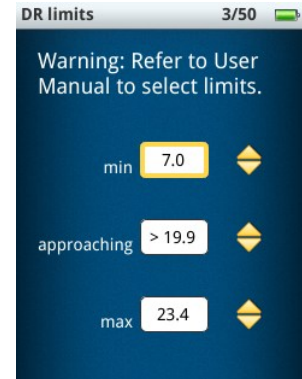 DR limits 3/50
Warning: Refer to User
Manual to select limits.
min 7.0
approaching > 19.9
max 23.4